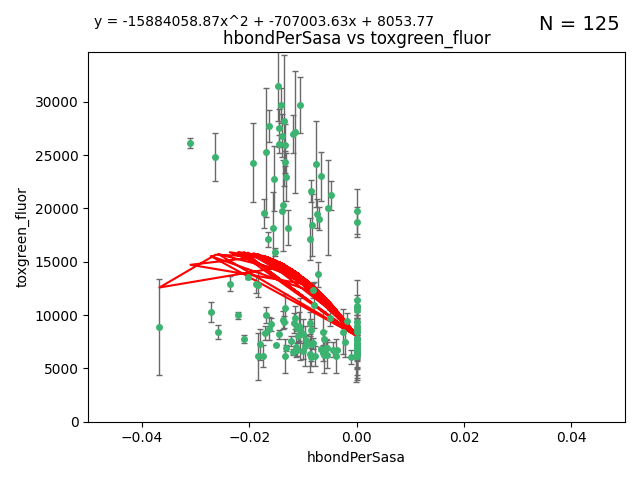 y = -15884058.87x^2 + -707003.63x + 8053.77
N = 125
hbondPerSasa vs toxgreen_fluor
toxgreen_fluor
30000
25000
20000
15000
10000
5000
0
−0.04
−0.02
0.00
0.02
0.04
hbondPerSasa